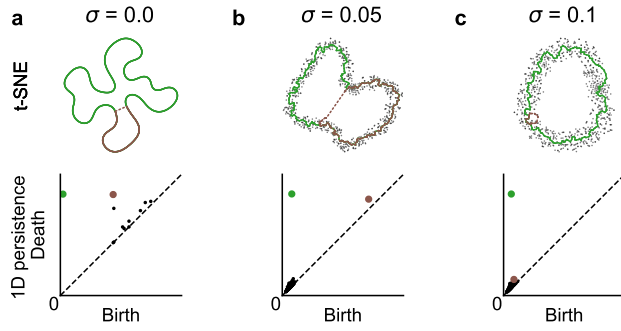 a σ = 0.0
b σ = 0.05
c σ = 0.1
t-SNE
1D persistence
Death
0
Birth
0
Birth
0
Birth